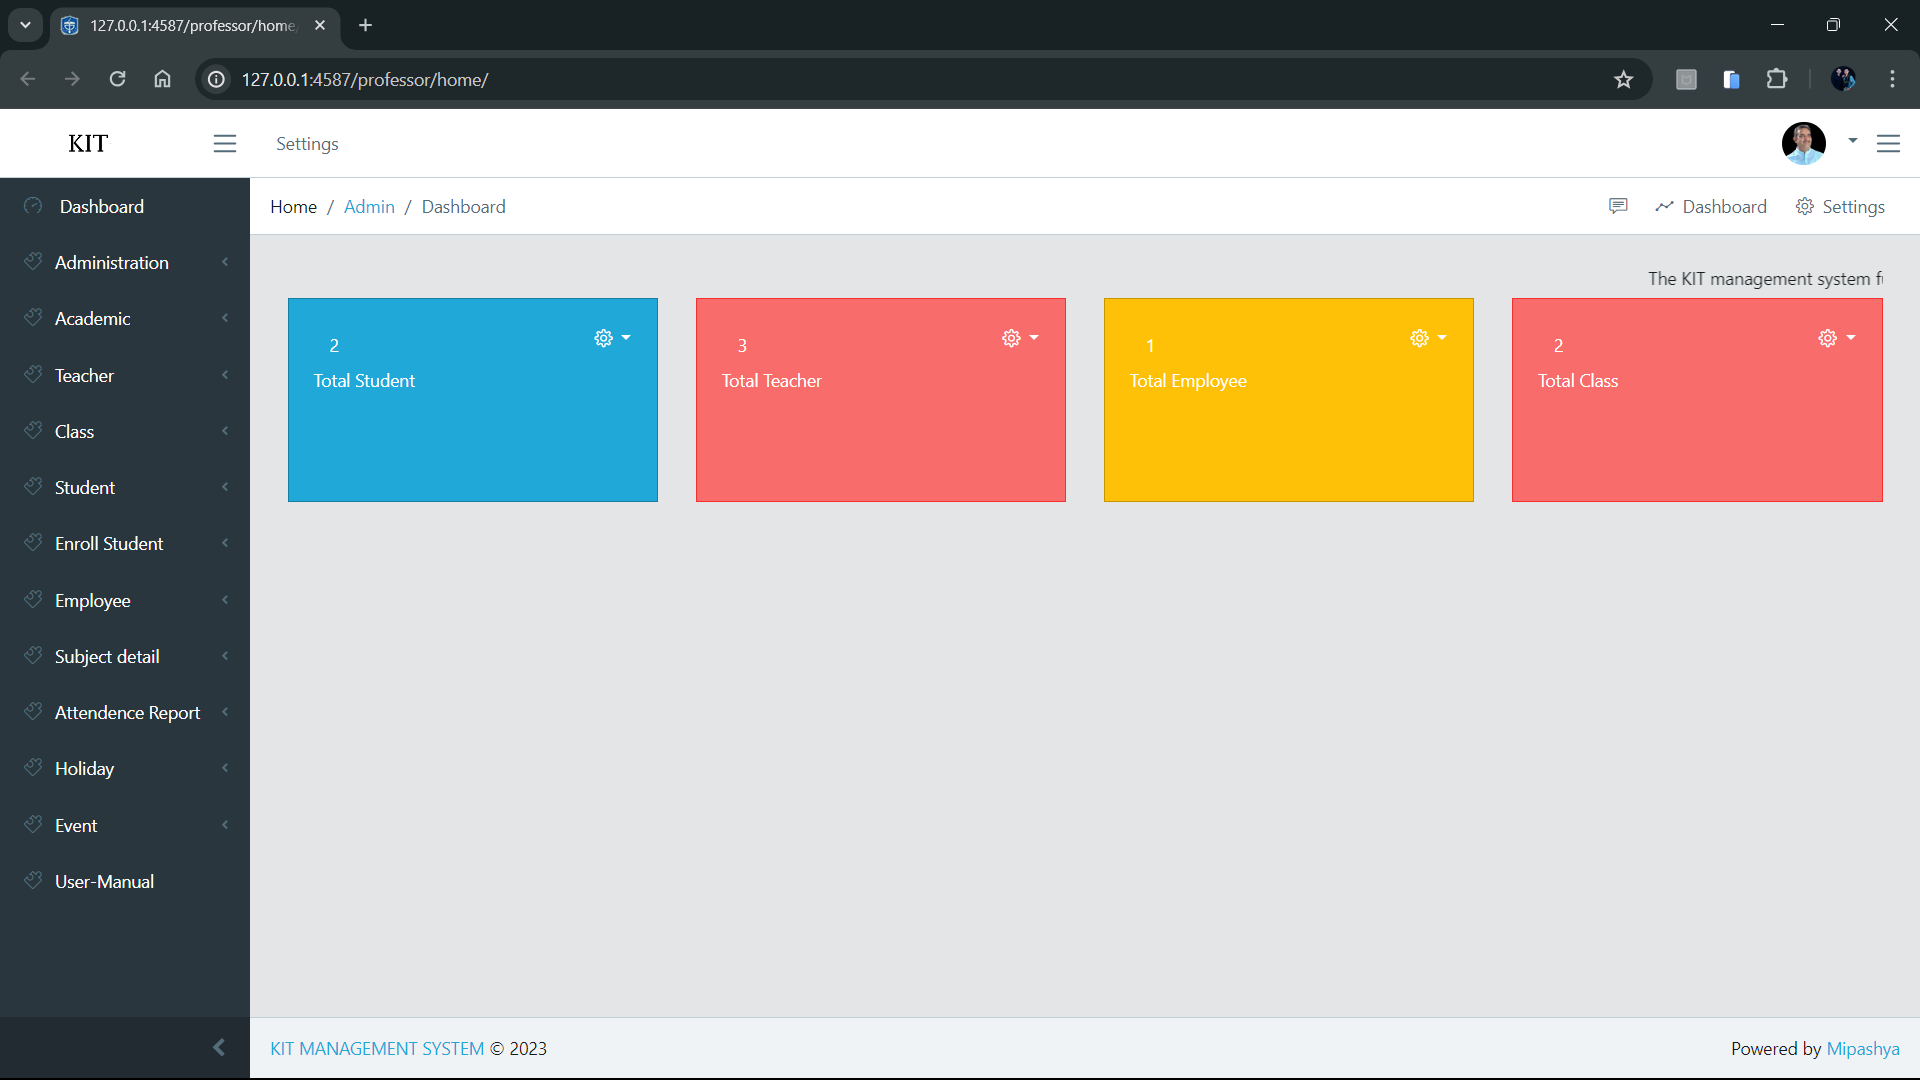 127.0.0.1:4587/professor/home/
127.0.0.1:4587/professor/home/
KIT
Settings
Dashboard
Administration
Academic
Teacher
Class
Student
Enroll Student
Employee
Subject detail
Attendence Report
Holiday
Event
User-Manual
Home / Admin / Dashboard
Dashboard
Settings
The KIT management system
2
Total Student
3
Total Teacher
1
Total Employee
2
Total Class
KIT MANAGEMENT SYSTEM © 2023
Powered by Mipashya